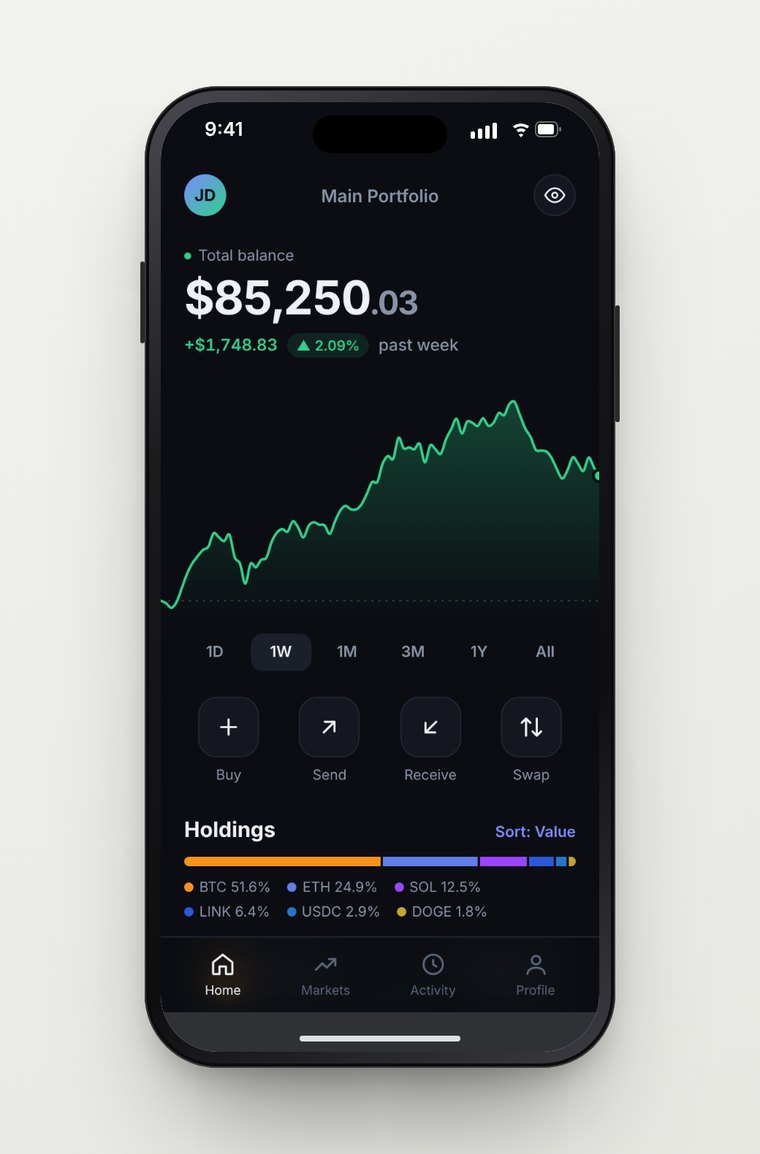 9:41
JD Main Portfolio
Total balance
$85,250.03
+$1,748.83 ▲ 2.09% past week
1D 1W 1M 3M 1Y All
Buy Send Receive Swap
Holdings Sort: Value
BTC 51.6% ETH 24.9% SOL 12.5%
LINK 6.4% USDC 2.9% DOGE 1.8%
Home Markets Activity Profile